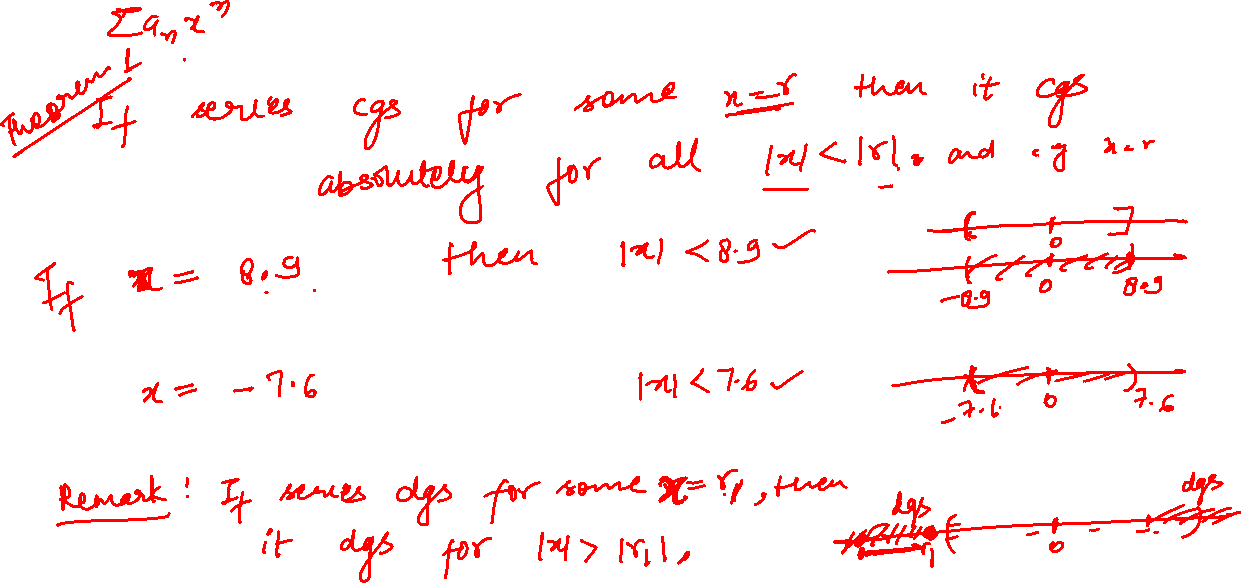 Σaₙxⁿ
Theorem 1
If series cgs for some x=r then it cgs
absolutely for all |x| < |r|, and cg x=r
0
If x = 8.9 then |x| < 8.9 ✓
-8.9 0 8.9
x = -7.6 |x| < 7.6 ✓
-7.6 0 7.6
Remark! If series dgs for some x=r₁, then
it dgs for |x| > |r₁|,
dgs dgs
r₁ 0